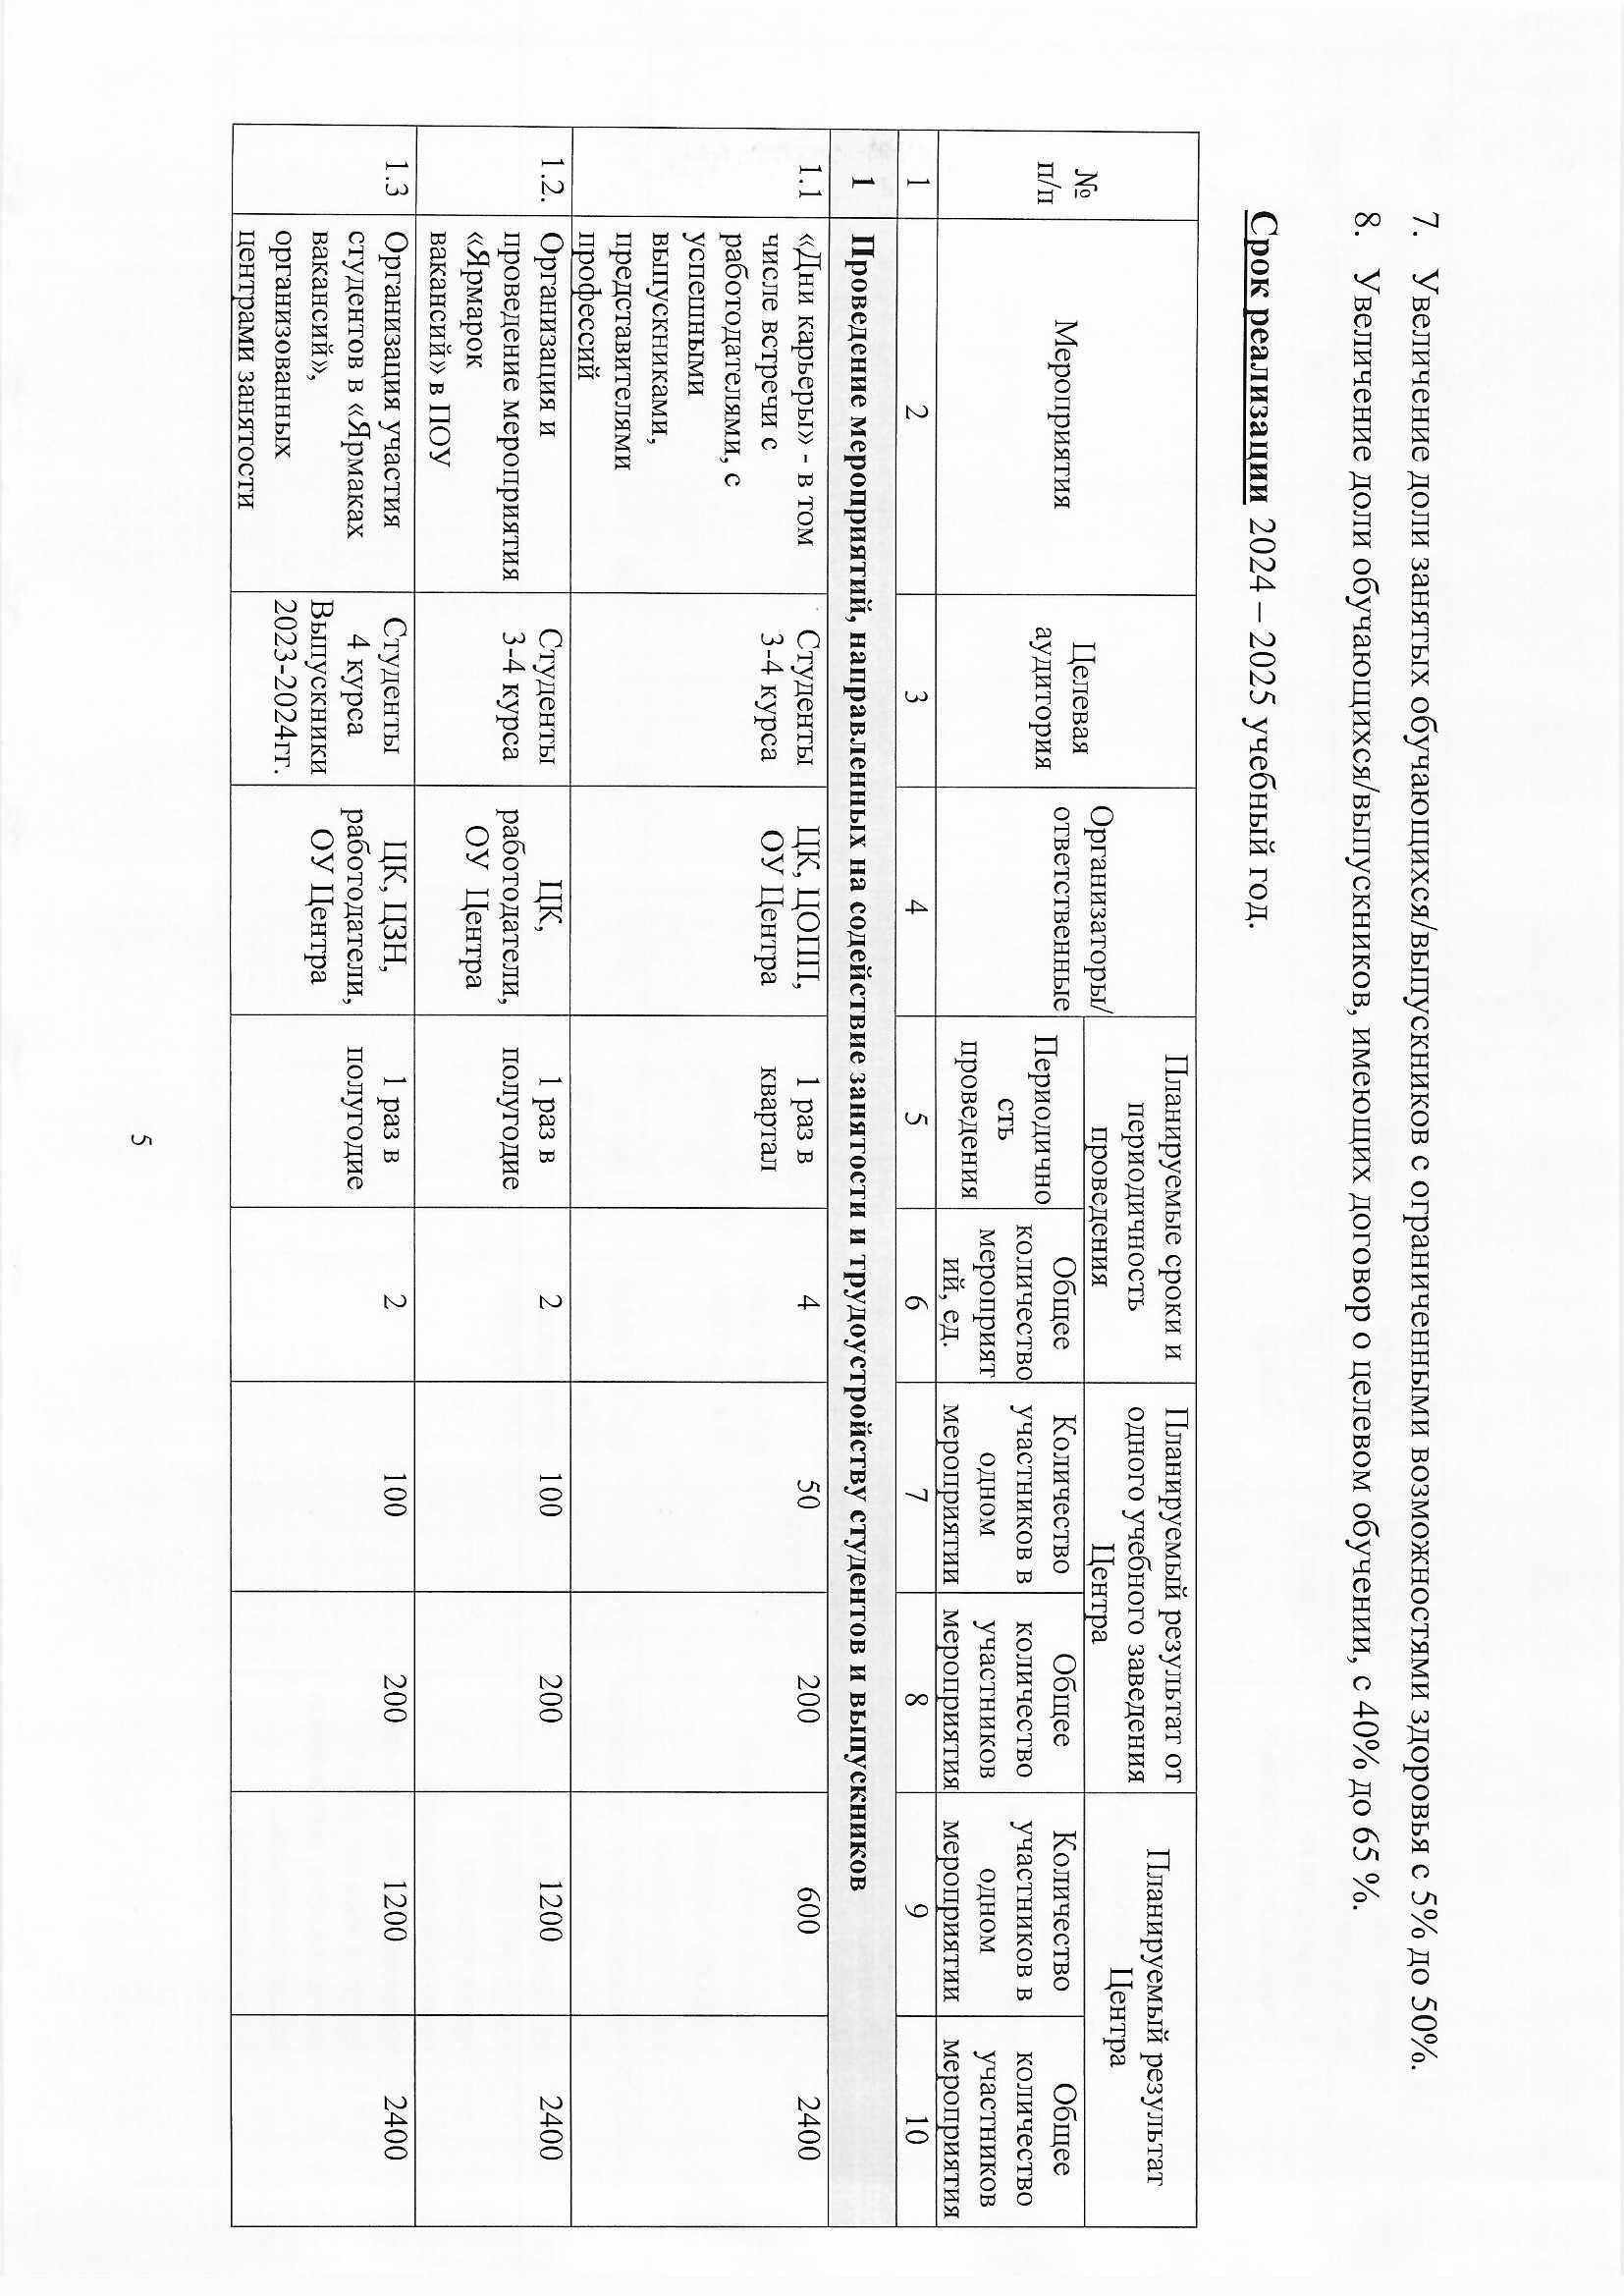 7. Увеличение доли занятых обучающихся/выпускников с ограниченными возможностями здоровья с 5% до 50%.
8. Увеличение доли обучающихся/выпускников, имеющих договор о целевом обучении, с 40% до 65 %.
Срок реализации 2024 – 2025 учебный год.
№
п/п
Мероприятия
Целевая
аудитория
Организаторы/
ответственные
Планируемые сроки и
периодичность
проведения
Планируемый результат от
одного учебного заведения
Центра
Планируемый результат
Центра
Периодично
сть
проведения
Общее
количество
мероприят
ий, ед.
Количество
участников в
одном
мероприятии
Общее
количество
участников
мероприятия
Количество
участников в
одном
мероприятии
Общее
количество
участников
мероприятия
1 2 3 4 5 6 7 8 9 10
1 Проведение мероприятий, направленных на содействие занятости и трудоустройству студентов и выпускников
1.1
«Дни карьеры» - в том
числе встречи с
работодателями, с
успешными
выпускниками,
представителями
профессий
Студенты
3-4 курса
ЦК, ЦОПП,
ОУ Центра
1 раз в
квартал
4
50
200
600
2400
1.2.
Организация и
проведение мероприятия
«Ярмарок
вакансий» в ПОУ
Студенты
3-4 курса
ЦК,
работодатели,
ОУ Центра
1 раз в
полугодие
2
100
200
1200
2400
1.3
Организация участия
студентов в «Ярмаках
вакансий»,
организованных
центрами занятости
Студенты
4 курса
Выпускники
2023-2024гг.
ЦК, ЦЗН,
работодатели,
ОУ Центра
1 раз в
полугодие
2
100
200
1200
2400
5